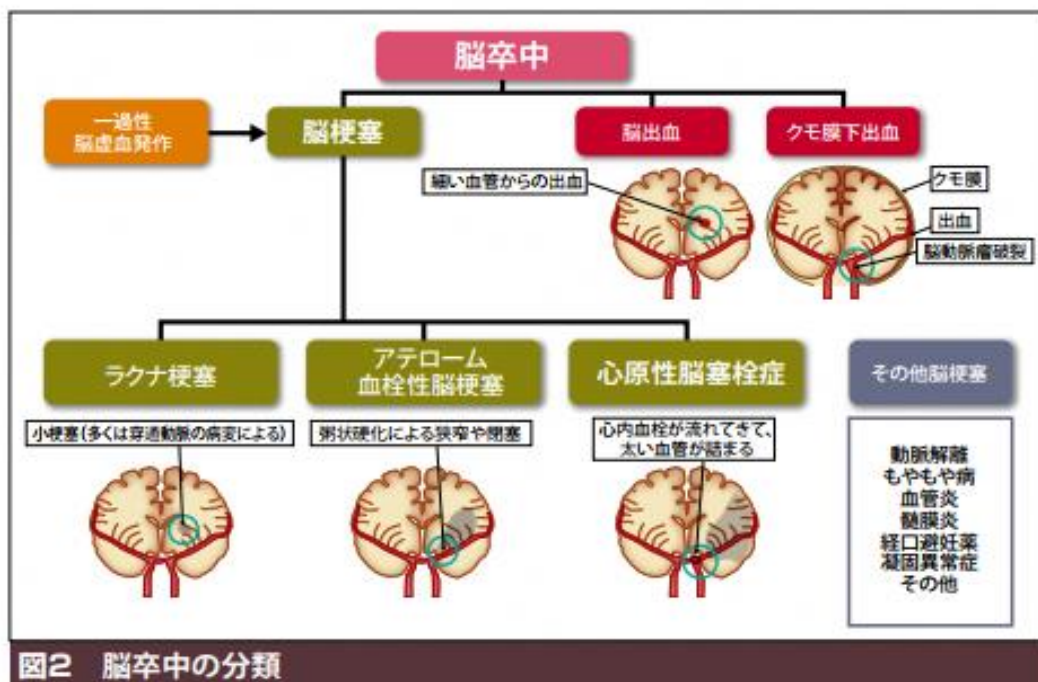 脳卒中
一過性
脳虚血発作
脳梗塞
脳出血
クモ膜下出血
細い血管からの出血
クモ膜
出血
脳動脈瘤破裂
ラクナ梗塞
アテローム
血栓性脳梗塞
心原性脳塞栓症
その他脳梗塞
小梗塞(多くは穿通動脈の病変による)
粥状硬化による狭窄や閉塞
心内血栓が流れてきて、
太い血管が詰まる
動脈解離
もやもや病
血管炎
髄膜炎
経口避妊薬
凝固異常症
その他
図2 脳卒中の分類